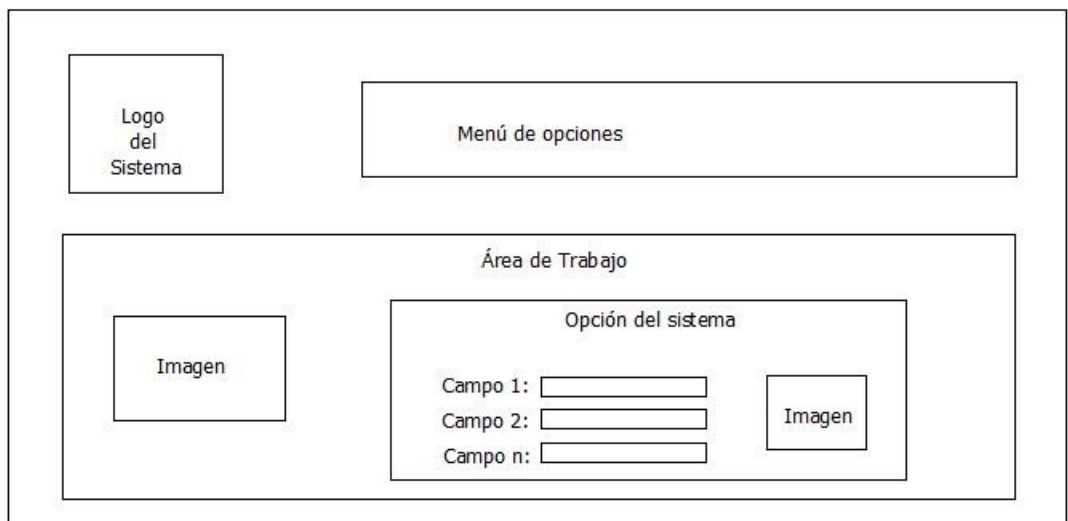 Logo
del
Sistema
Menú de opciones
Área de Trabajo
Imagen
Opción del sistema
Campo 1:
Campo 2:
Campo n:
Imagen